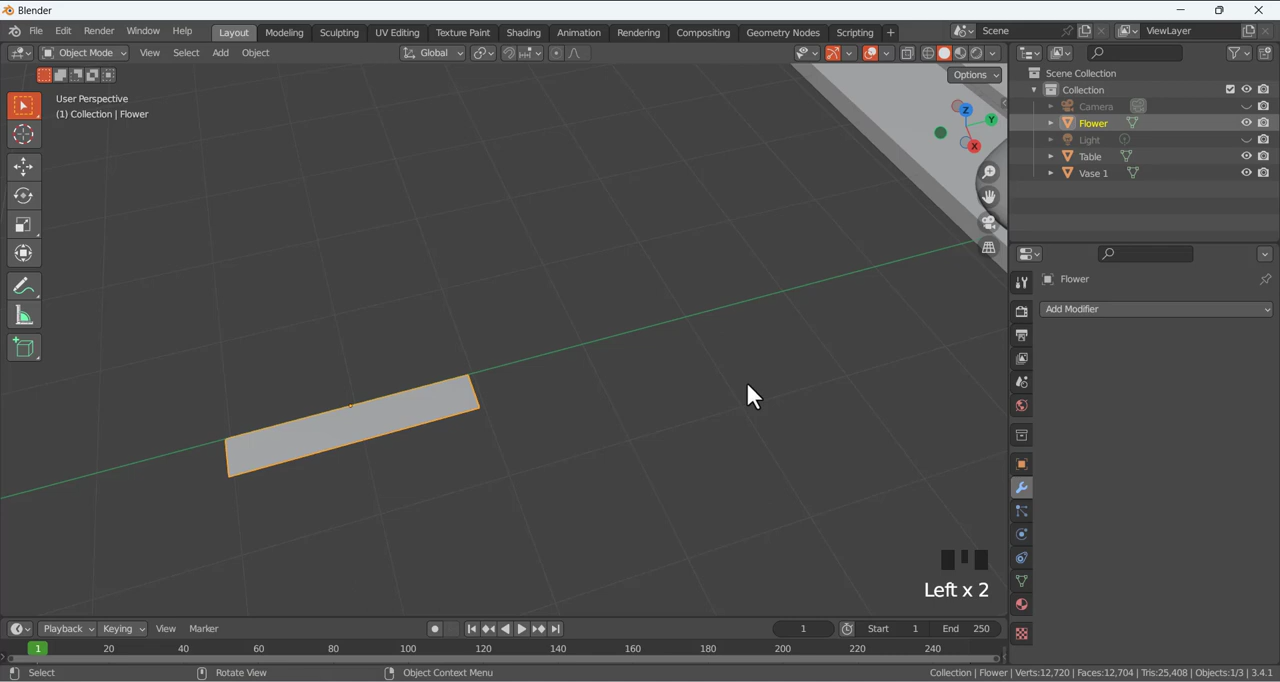 Blender
File Edit Render Window Help Layout Modeling Sculpting UV Editing Texture Paint Shading Animation Rendering Compositing Geometry Nodes Scripting + Scene ViewLayer
Object Mode View Select Add Object Global
Options
User Perspective
(1) Collection | Flower
Z
Y
X
Left x 2
Scene Collection
Collection
Camera
Flower
Light
Table
Vase 1
Flower
Add Modifier
Playback Keying View Marker 1 Start 1 End 250
1 20 40 60 80 100 120 140 160 180 200 220 240
Select Rotate View Object Context Menu Collection | Flower | Verts:12,720 | Faces:12,704 | Tris:25,408 | Objects:1/3 | 3.4.1